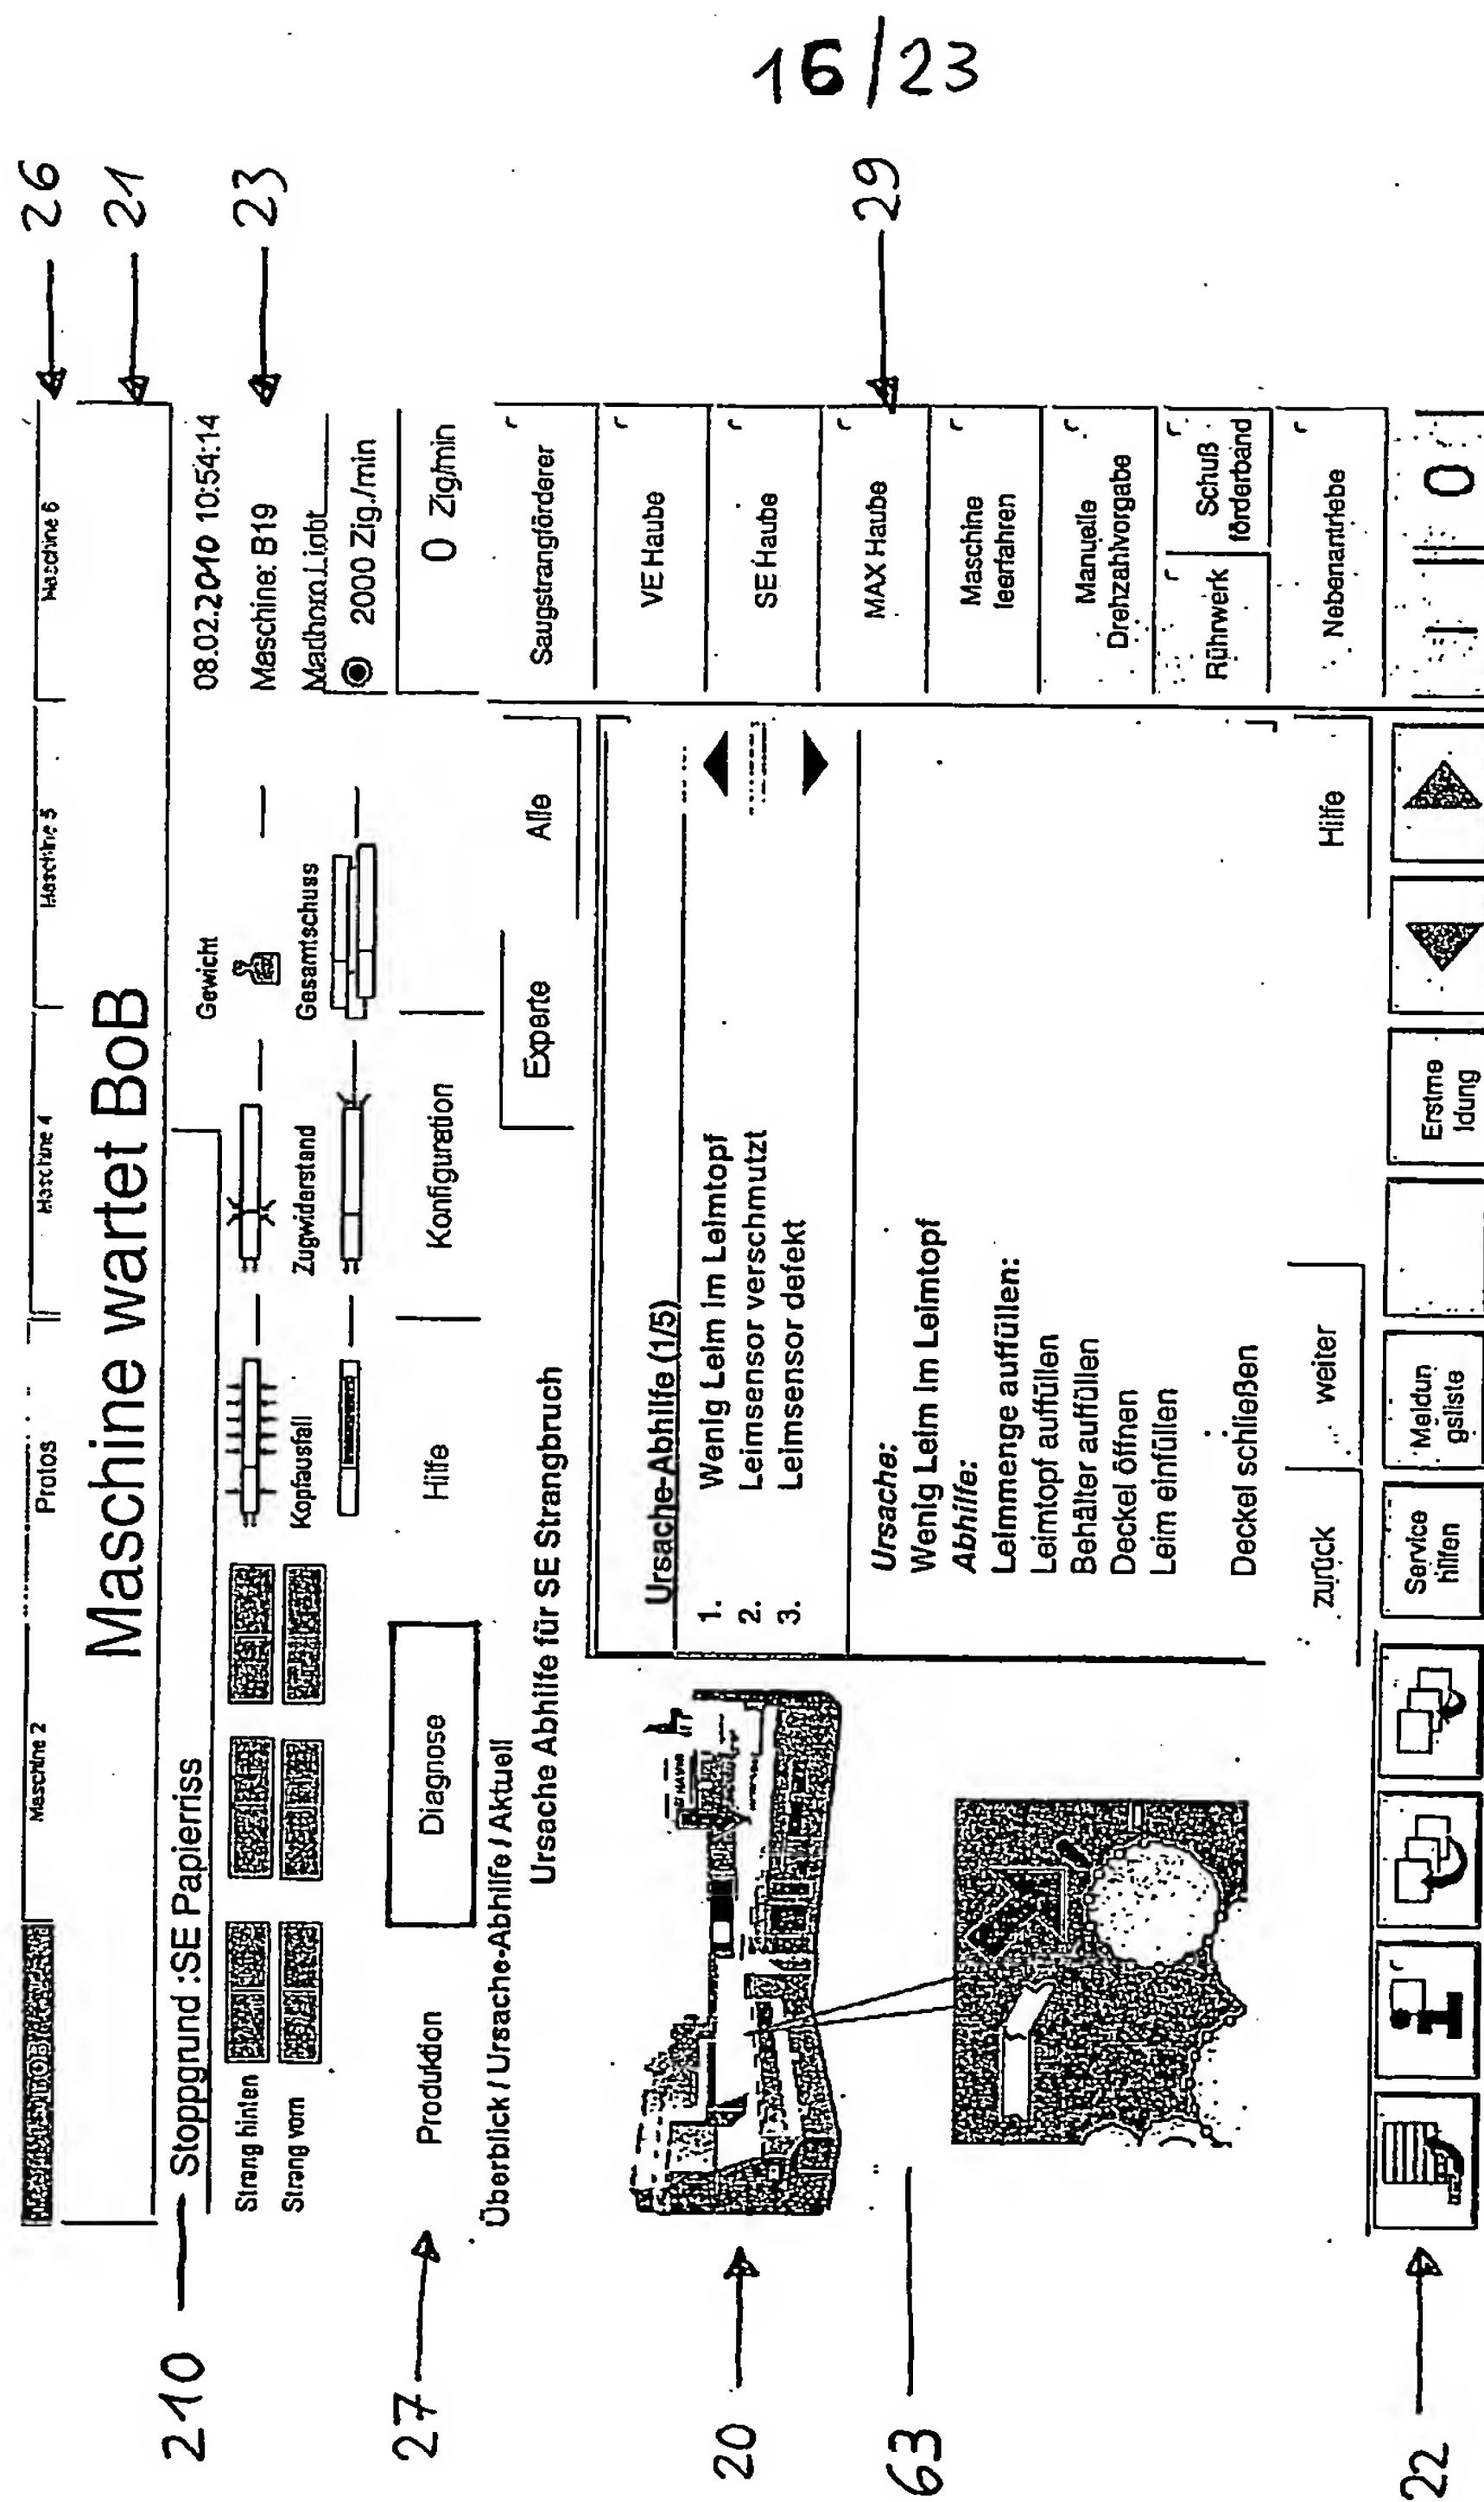 16/23
26
21
23
29
Maschine 2
Protos
Maschine 4
Maschine 5
Maschine 6
Maschine wartet BoB
210
Stoppgrund :SE Papierriss
08.02.2010 10:54:14
Strang hinten
Gewicht
Maschine: B19
Strang vorn
Kopfausfall
Zugwiderstand
Gesamtschuss
2000 Zig./min
27
Produktion
Diagnose
Hilfe
Konfiguration
0 Zig/min
Überblick / Ursache-Abhilfe / Aktuell
Ursache Abhilfe für SE Strangbruch
Experte
Alle
Saugstrangförderer
VE Haube
SE Haube
MAX Haube
Maschine
leerfahren
Manuelle
Drehzahlvorgabe
Rührwerk
Schuß
förderband
Nebenantriebe
Ursache-Abhilfe (1/5)
1. Wenig Leim im Leimtopf
2. Leimsensor verschmutzt
3. Leimsensor defekt
Ursache:
Wenig Leim im Leimtopf
Abhilfe:
Leimmenge auffüllen:
Leimtopf auffüllen
Behälter auffüllen
Deckel öffnen
Leim einfüllen
Deckel schließen
20
63
zurück
weiter
Hilfe
22
Service
hilfen
Meldun
gsliste
Erstme
ldung
I
0